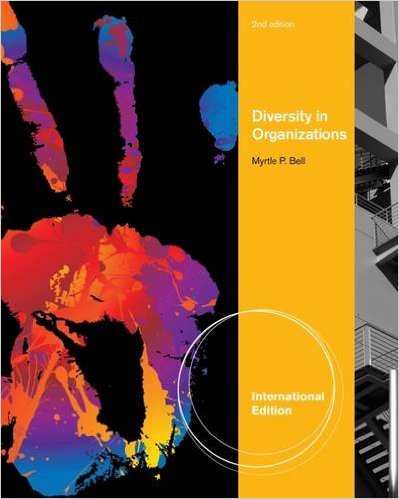 2nd edition
Diversity in
Organizations
Myrtle P. Bell
International
Edition